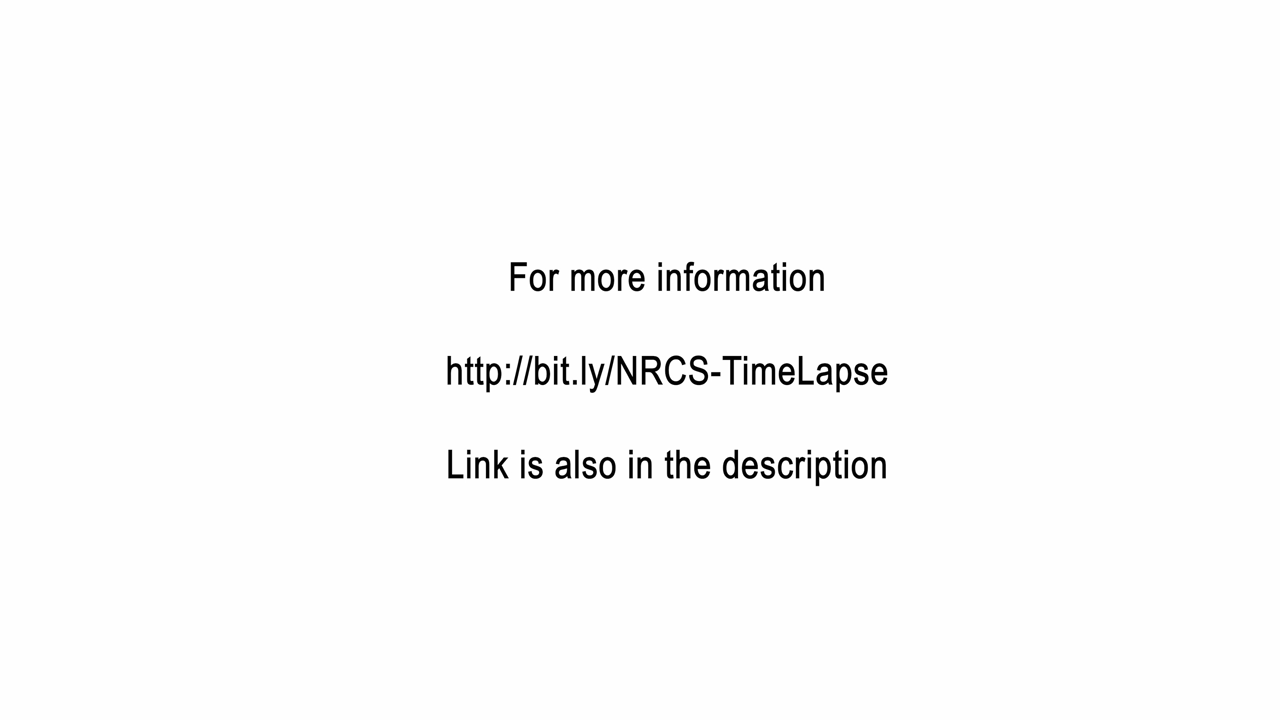 For more information
http://bit.ly/NRCS-TimeLapse
Link is also in the description